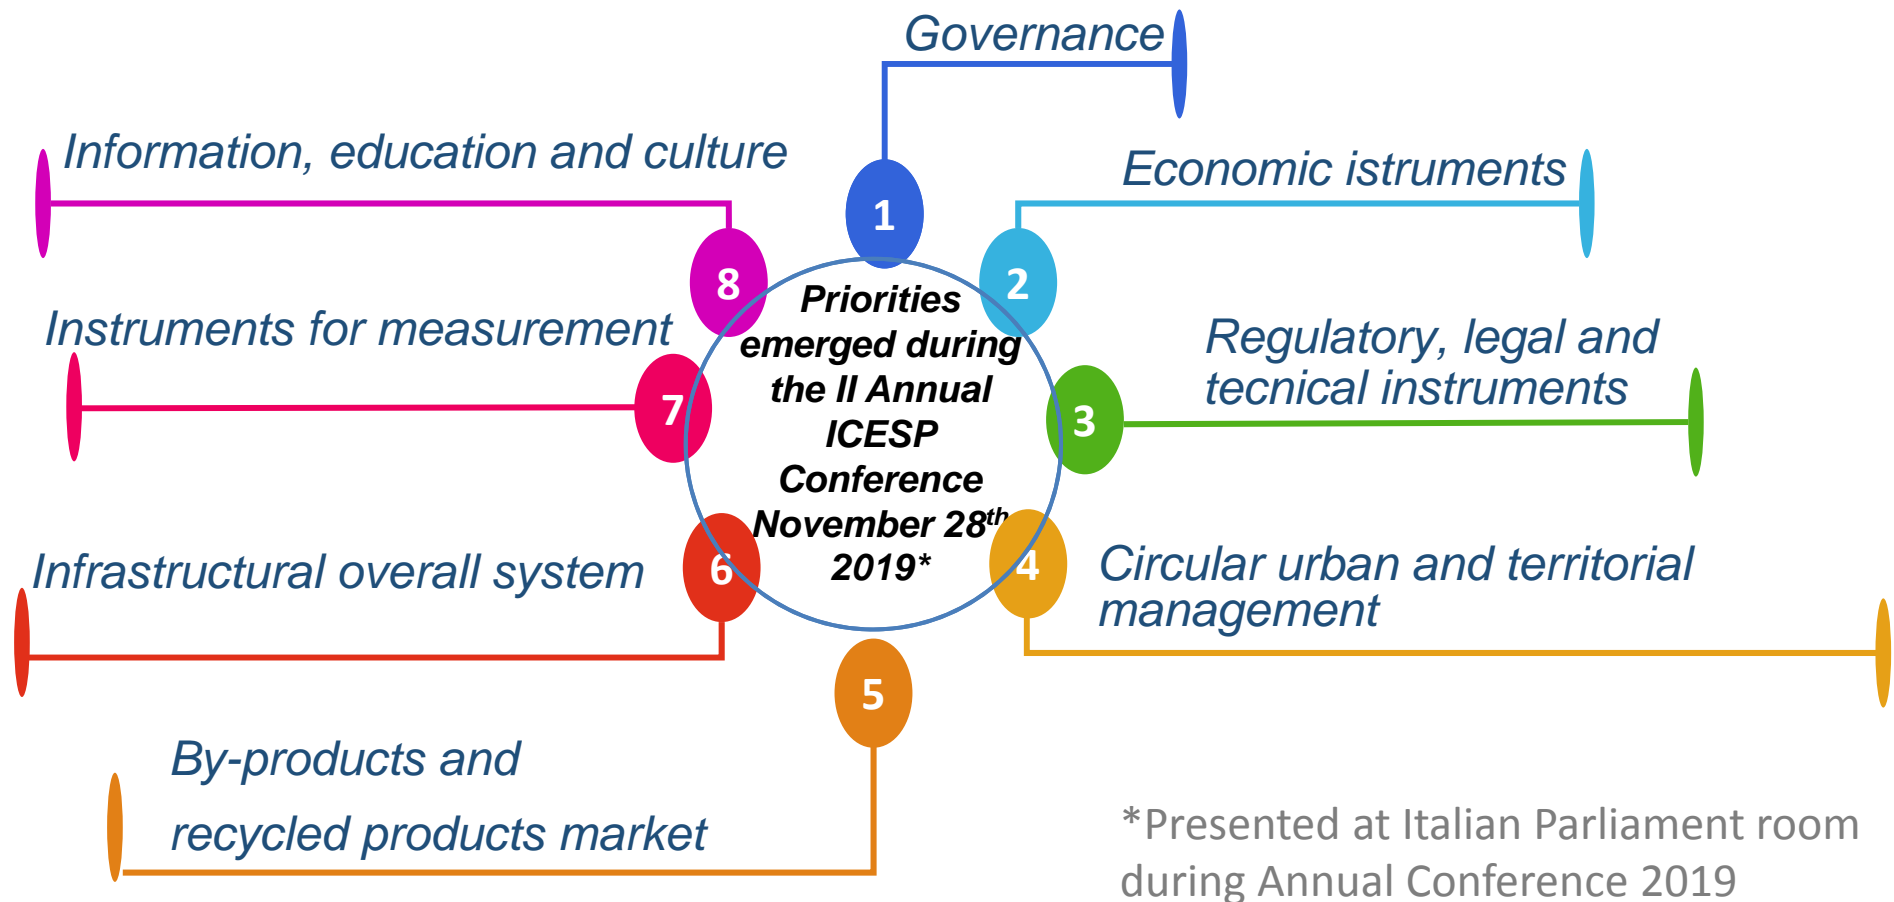 Governance
1
Economic istruments
2
Regulatory, legal and
tecnical instruments
3
Circular urban and territorial
management
4
By-products and
recycled products market
5
Infrastructural overall system
6
Instruments for measurement
7
Information, education and culture
8
Priorities
emerged during
the II Annual
ICESP
Conference
November 28th
2019*
*Presented at Italian Parliament room
during Annual Conference 2019